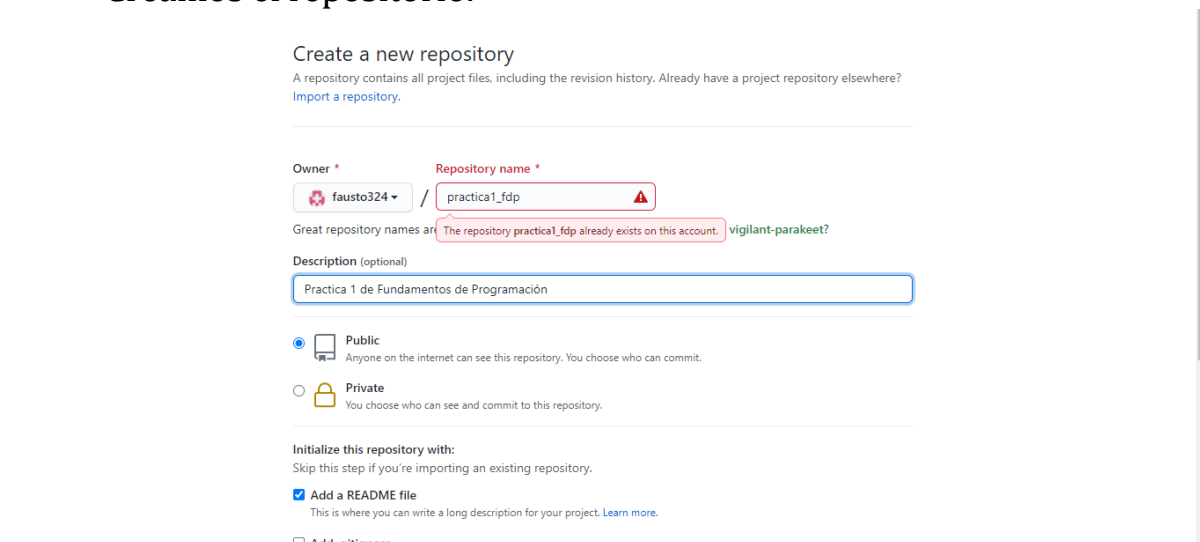 Creamos el repositorio.
Create a new repository
A repository contains all project files, including the revision history. Already have a project repository elsewhere?
Import a repository.
Owner *
Repository name *
fausto324
/
practica1_fdp
Great repository names are
The repository practica1_fdp already exists on this account.
vigilant-parakeet?
Description (optional)
Practica 1 de Fundamentos de Programación
Public
Anyone on the internet can see this repository. You choose who can commit.
Private
You choose who can see and commit to this repository.
Initialize this repository with:
Skip this step if you're importing an existing repository.
Add a README file
This is where you can write a long description for your project. Learn more.
Add .gitignore